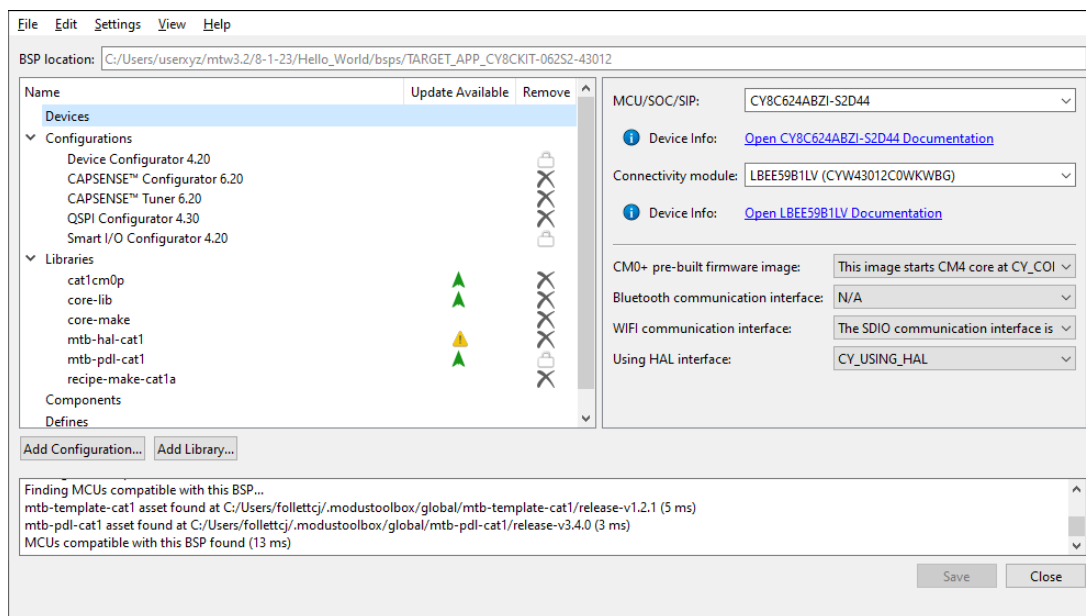 File Edit Settings View Help
BSP location: C:/Users/userxyz/mtw3.2/8-1-23/Hello_World/bsps/TARGET_APP_CY8CKIT-062S2-43012
Name Update Available Remove
Devices
Configurations
Device Configurator 4.20
CAPSENSE™ Configurator 6.20
CAPSENSE™ Tuner 6.20
QSPI Configurator 4.30
Smart I/O Configurator 4.20
Libraries
cat1cm0p
core-lib
core-make
mtb-hal-cat1
mtb-pdl-cat1
recipe-make-cat1a
Components
Defines
MCU/SOC/SIP: CY8C624ABZI-S2D44
Device Info: Open CY8C624ABZI-S2D44 Documentation
Connectivity module: LBEE59B1LV (CYW43012C0WKWBG)
Device Info: Open LBEE59B1LV Documentation
CM0+ pre-built firmware image: This image starts CM4 core at CY_COI
Bluetooth communication interface: N/A
WIFI communication interface: The SDIO communication interface is
Using HAL interface: CY_USING_HAL
Add Configuration... Add Library...
Finding MCUs compatible with this BSP...
mtb-template-cat1 asset found at C:/Users/follettcj/.modustoolbox/global/mtb-template-cat1/release-v1.2.1 (5 ms)
mtb-pdl-cat1 asset found at C:/Users/follettcj/.modustoolbox/global/mtb-pdl-cat1/release-v3.4.0 (3 ms)
MCUs compatible with this BSP found (13 ms)
Save Close